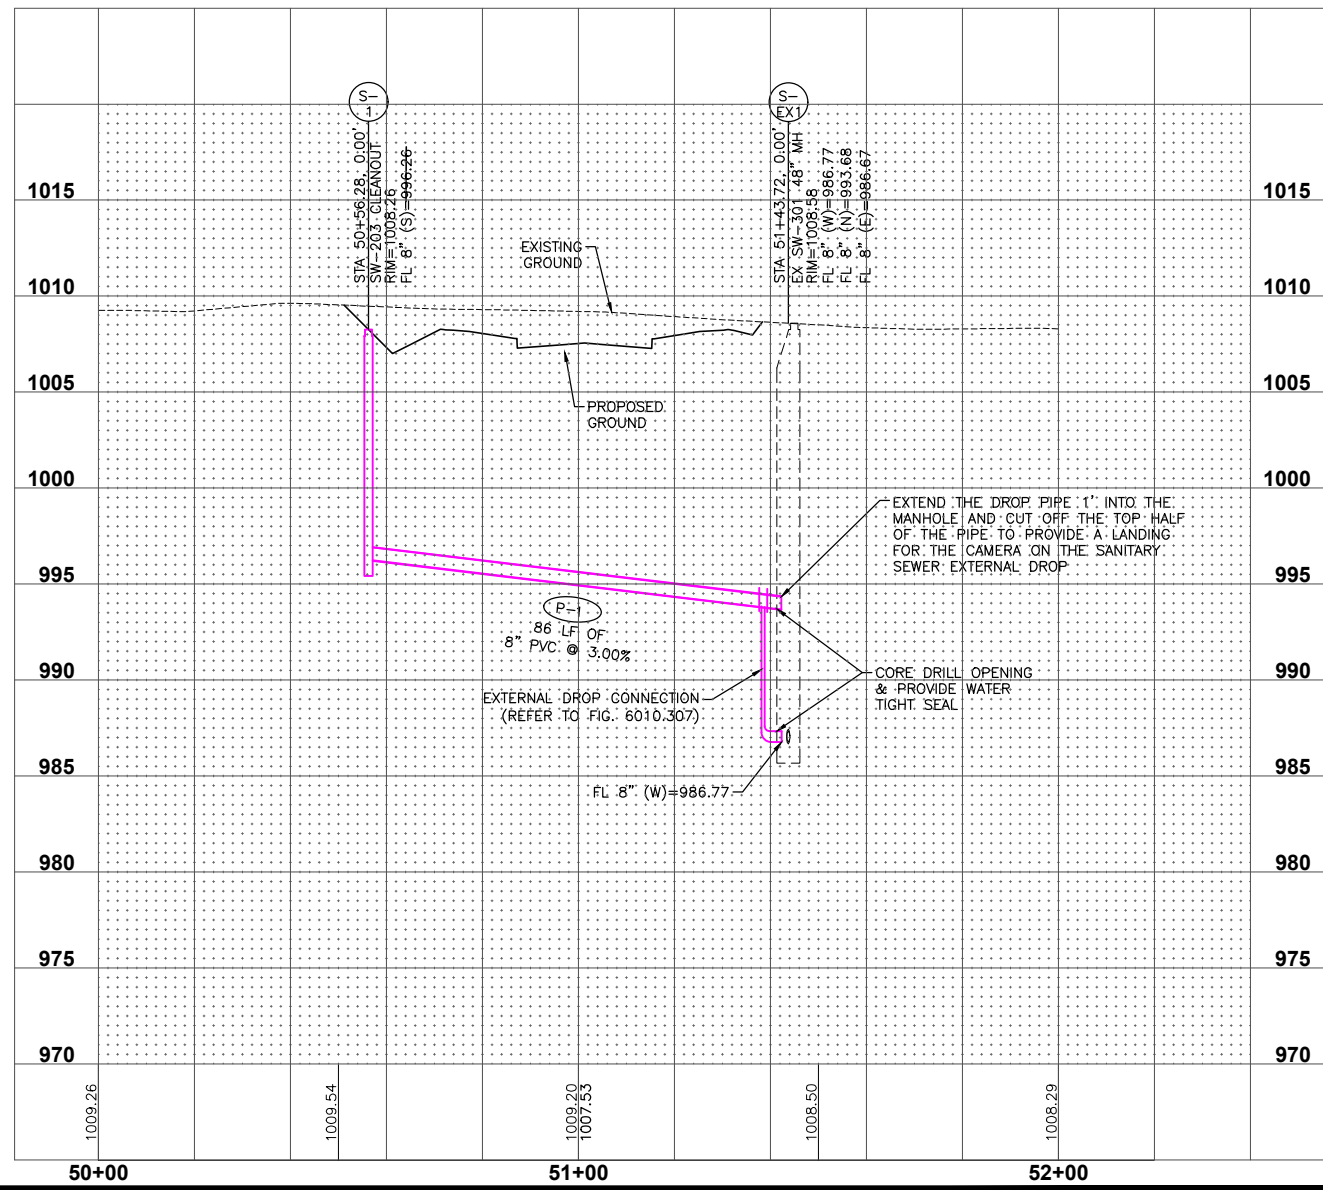 S-
1
STA 50+56.28, 0.00'
SW-203 CLEANOUT
RIM=1008.26
FL 8" (S)=996.26
S-
EX1
STA 51+43.72, 0.00'
EX SW-301 48" MH
RIM=1008.58
FL 8" (W)=986.77
FL 8" (N)=993.68
FL 8" (E)=986.67
1015
1015
EXISTING
GROUND
1010
1010
1005
1005
PROPOSED
GROUND
1000
1000
EXTEND THE DROP PIPE 1' INTO THE
MANHOLE AND CUT OFF THE TOP HALF
OF THE PIPE TO PROVIDE A LANDING
FOR THE CAMERA ON THE SANITARY
SEWER EXTERNAL DROP
995
995
P-1
86 LF OF
8" PVC @ 3.00%
990
990
CORE DRILL OPENING
& PROVIDE WATER
TIGHT SEAL
EXTERNAL DROP CONNECTION
(REFER TO FIG. 6010.307)
985
985
FL 8" (W)=986.77
980
980
975
975
970
970
1009.26
1009.54
1009.20
1007.53
1008.50
1008.29
50+00
51+00
52+00